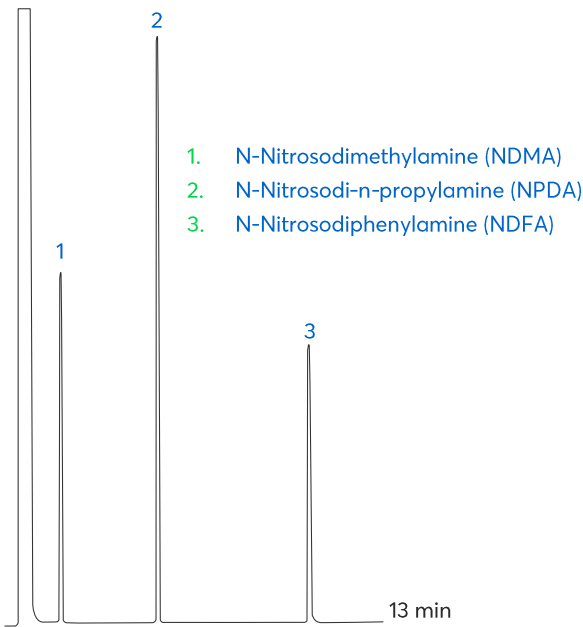 2
1. N-Nitrosodimethylamine (NDMA)
2. N-Nitrosodi-n-propylamine (NPDA)
3. N-Nitrosodiphenylamine (NDFA)
1
3
13 min